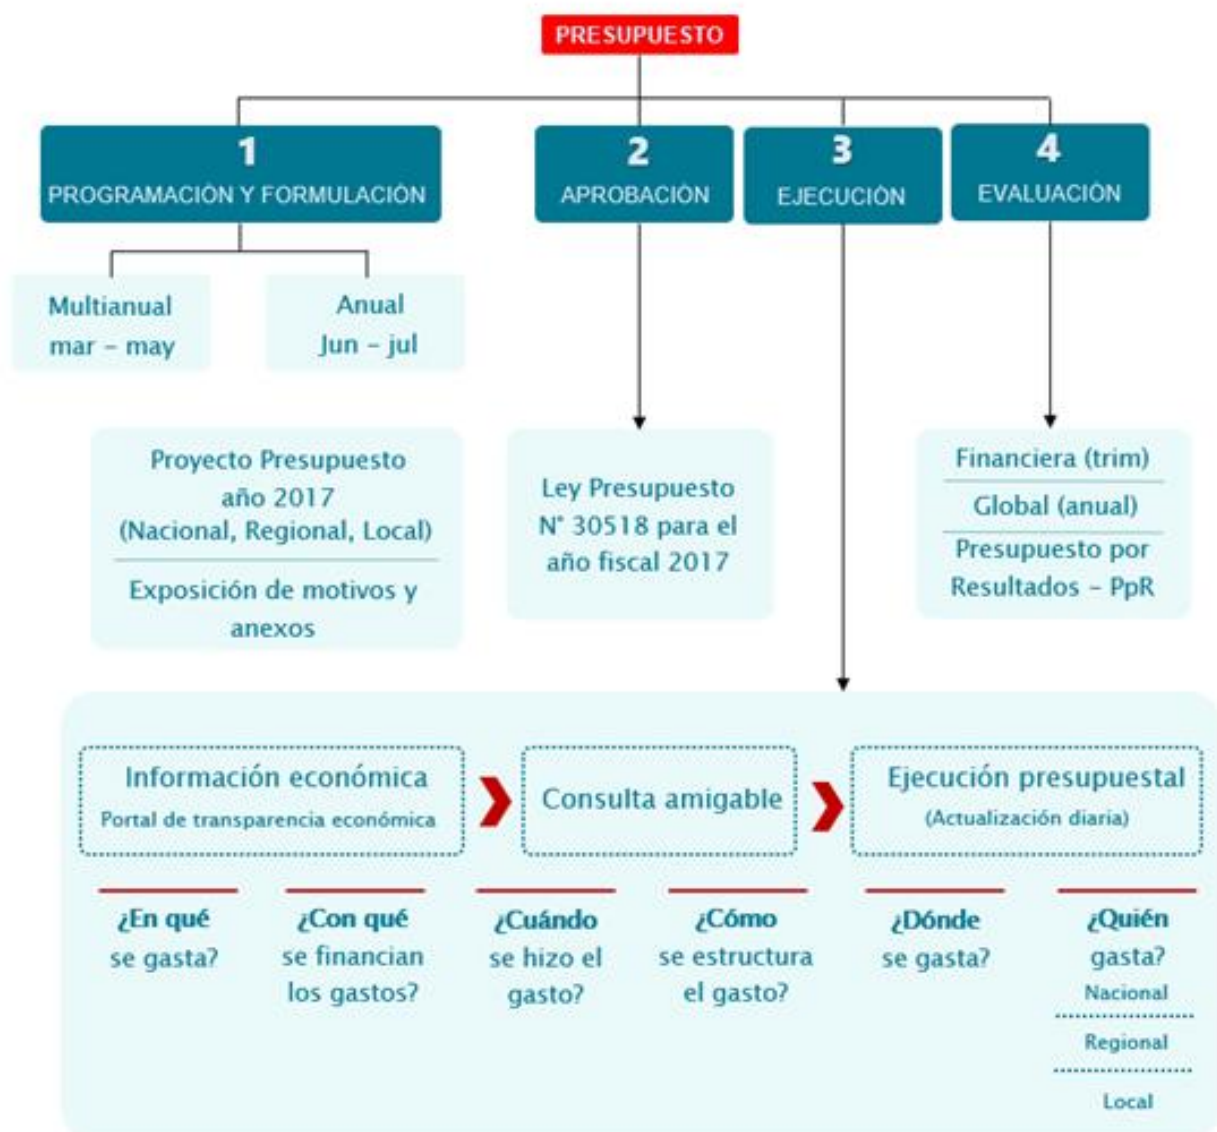 PRESUPUESTO
1
PROGRAMACIÓN Y FORMULACIÓN
2
APROBACIÓN
3
EJECUCIÓN
4
EVALUACIÓN
Multianual
mar – may
Anual
Jun – jul
Proyecto Presupuesto
año 2017
(Nacional, Regional, Local)
Exposición de motivos y
anexos
Ley Presupuesto
N° 30518 para el
año fiscal 2017
Financiera (trim)
Global (anual)
Presupuesto por
Resultados – PpR
Información económica
Portal de transparencia económica
Consulta amigable
Ejecución presupuestal
(Actualización diaria)
¿En qué
se gasta?
¿Con qué
se financian
los gastos?
¿Cuándo
se hizo el
gasto?
¿Cómo
se estructura
el gasto?
¿Dónde
se gasta?
¿Quién
gasta?
Nacional
Regional
Local